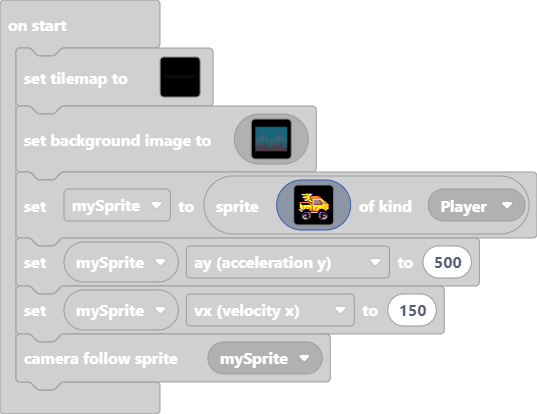 on start
set tilemap to
set background image to
set mySprite to sprite of kind Player
set mySprite ay (acceleration y) to 500
set mySprite vx (velocity x) to 150
camera follow sprite mySprite